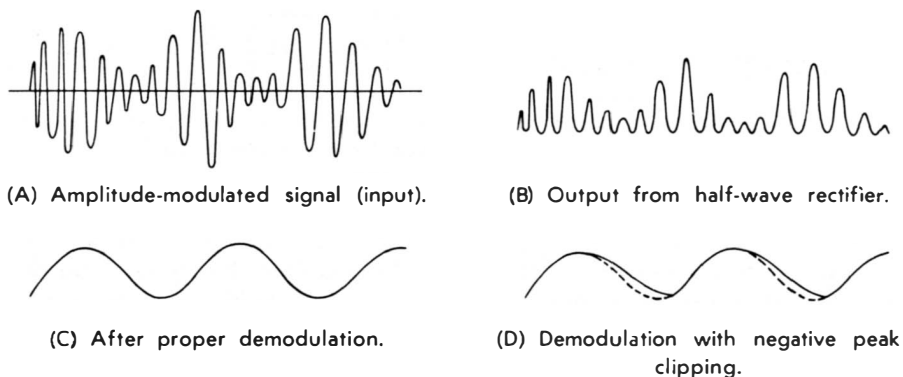 (A) Amplitude-modulated signal (input).
(B) Output from half-wave rectifier.
(C) After proper demodulation.
(D) Demodulation with negative peak
clipping.